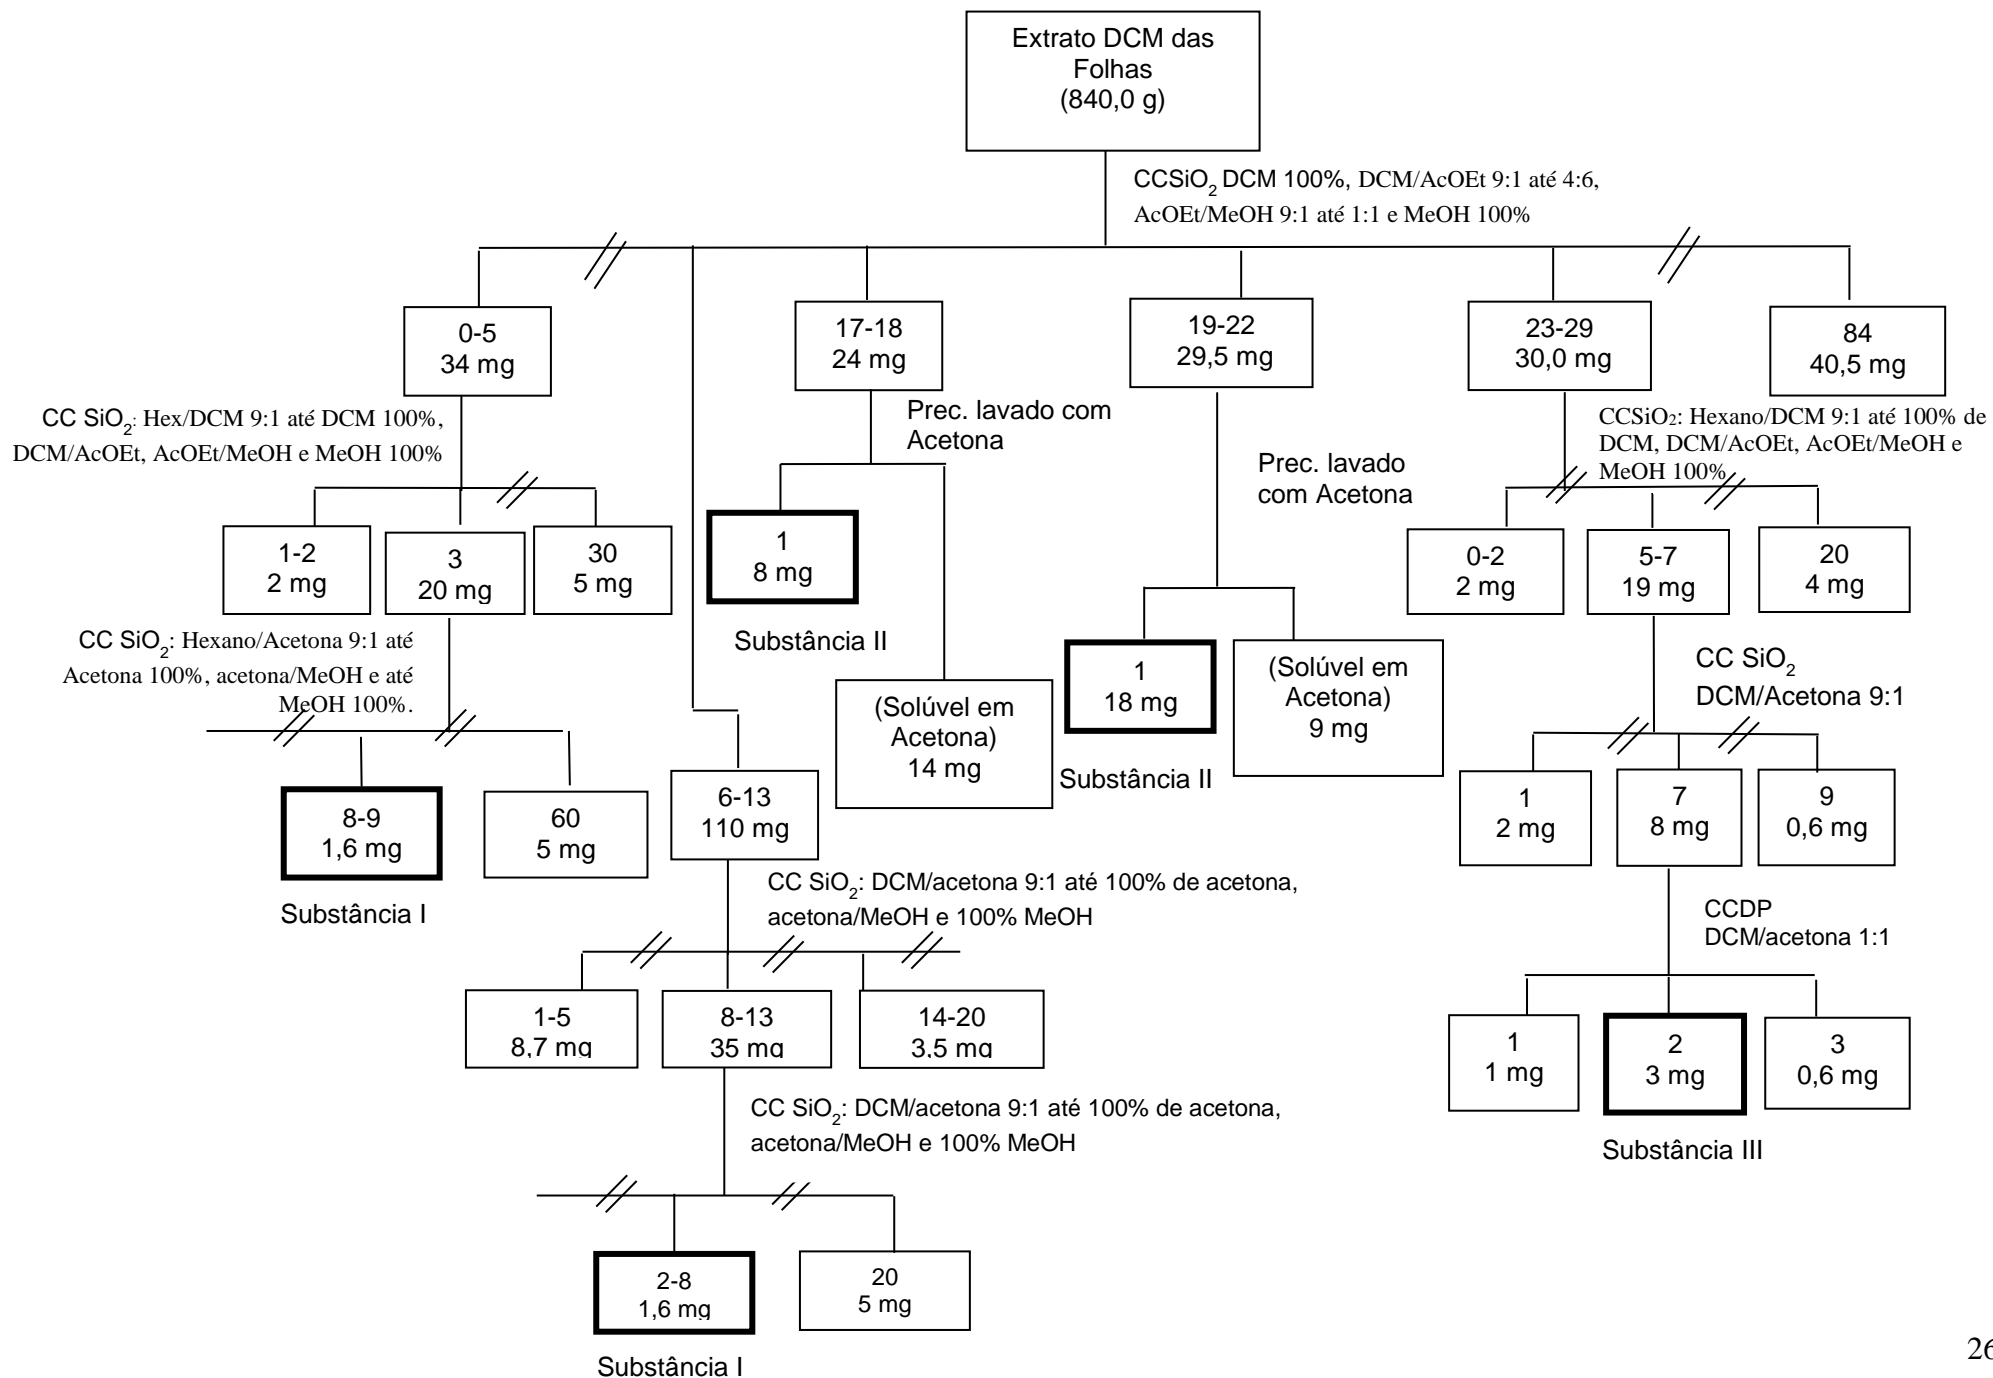 Extrato DCM das
Folhas
(840,0 g)
CCSiO2 DCM 100%, DCM/AcOEt 9:1 até 4:6,
AcOEt/MeOH 9:1 até 1:1 e MeOH 100%
0-5
34 mg
17-18
24 mg
19-22
29,5 mg
23-29
30,0 mg
84
40,5 mg
CC SiO2: Hex/DCM 9:1 até DCM 100%,
DCM/AcOEt, AcOEt/MeOH e MeOH 100%
Prec. lavado com
Acetona
Prec. lavado
com Acetona
CCSiO2: Hexano/DCM 9:1 até 100% de
DCM, DCM/AcOEt, AcOEt/MeOH e
MeOH 100%
1-2
2 mg
3
20 mg
30
5 mg
1
8 mg
Substância II
0-2
2 mg
5-7
19 mg
20
4 mg
CC SiO2: Hexano/Acetona 9:1 até
Acetona 100%, acetona/MeOH e até
MeOH 100%.
(Solúvel em
Acetona)
14 mg
1
18 mg
Substância II
(Solúvel em
Acetona)
9 mg
CC SiO2
DCM/Acetona 9:1
8-9
1,6 mg
Substância I
60
5 mg
6-13
110 mg
1
2 mg
7
8 mg
9
0,6 mg
CC SiO2: DCM/acetona 9:1 até 100% de acetona,
acetona/MeOH e 100% MeOH
CCDP
DCM/acetona 1:1
1-5
8,7 mg
8-13
35 mg
14-20
3,5 mg
1
1 mg
2
3 mg
3
0,6 mg
Substância III
CC SiO2: DCM/acetona 9:1 até 100% de acetona,
acetona/MeOH e 100% MeOH
2-8
1,6 mg
20
5 mg
Substância I
26